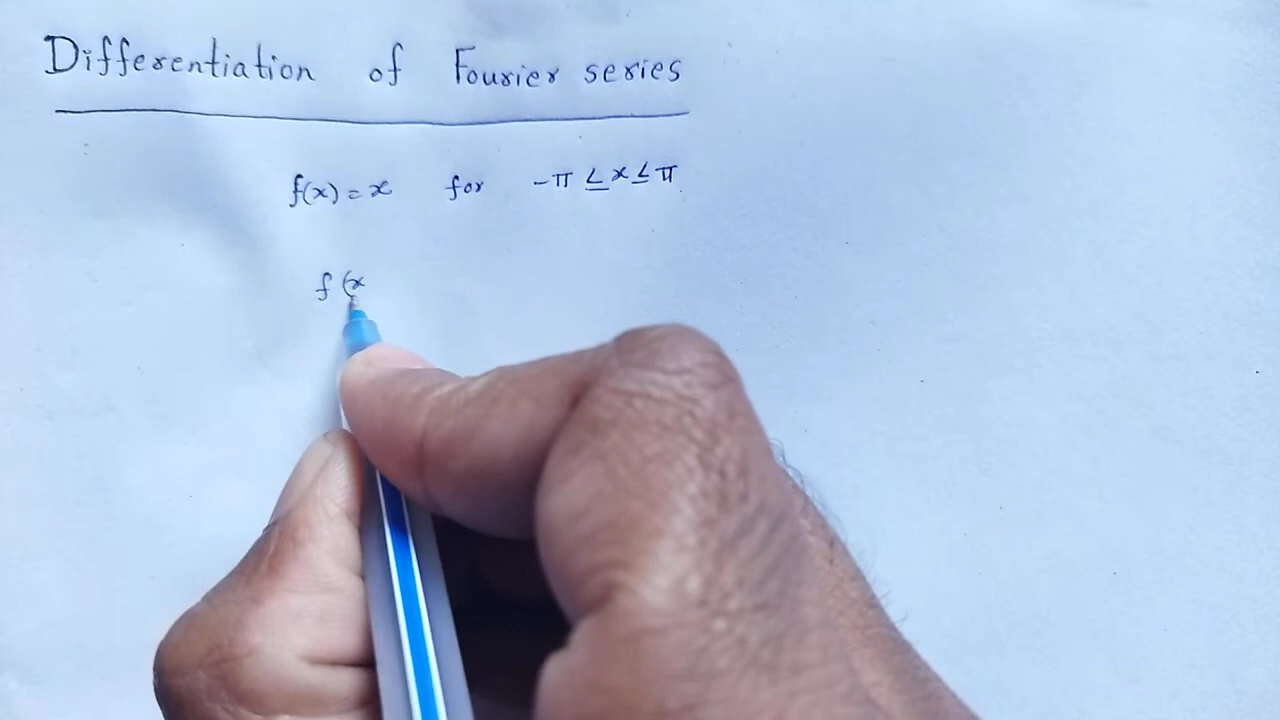 Differentiation of Fourier series
f(x) = x for -π ≤ x ≤ π
f (x